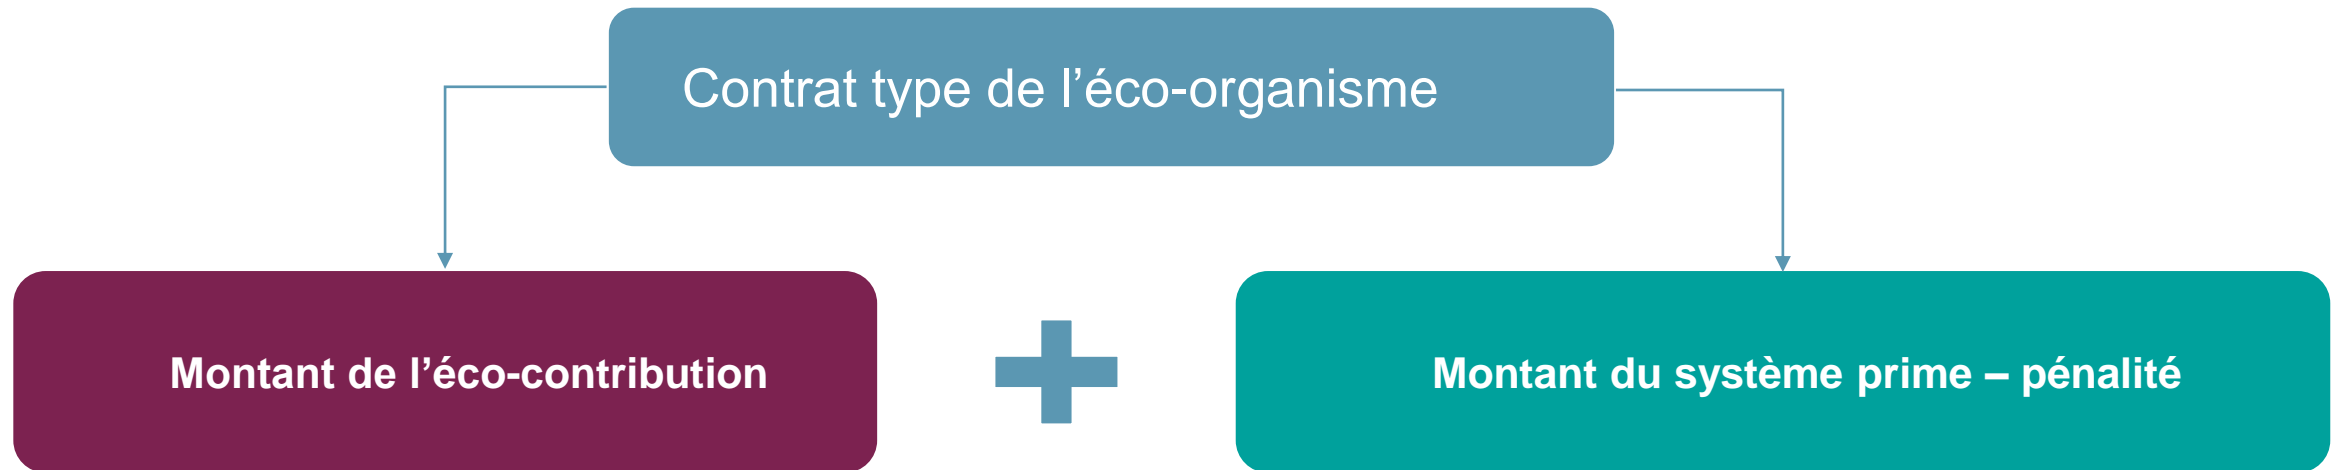 Contrat type de l’éco-organisme
Montant de l’éco-contribution
Montant du système prime – pénalité